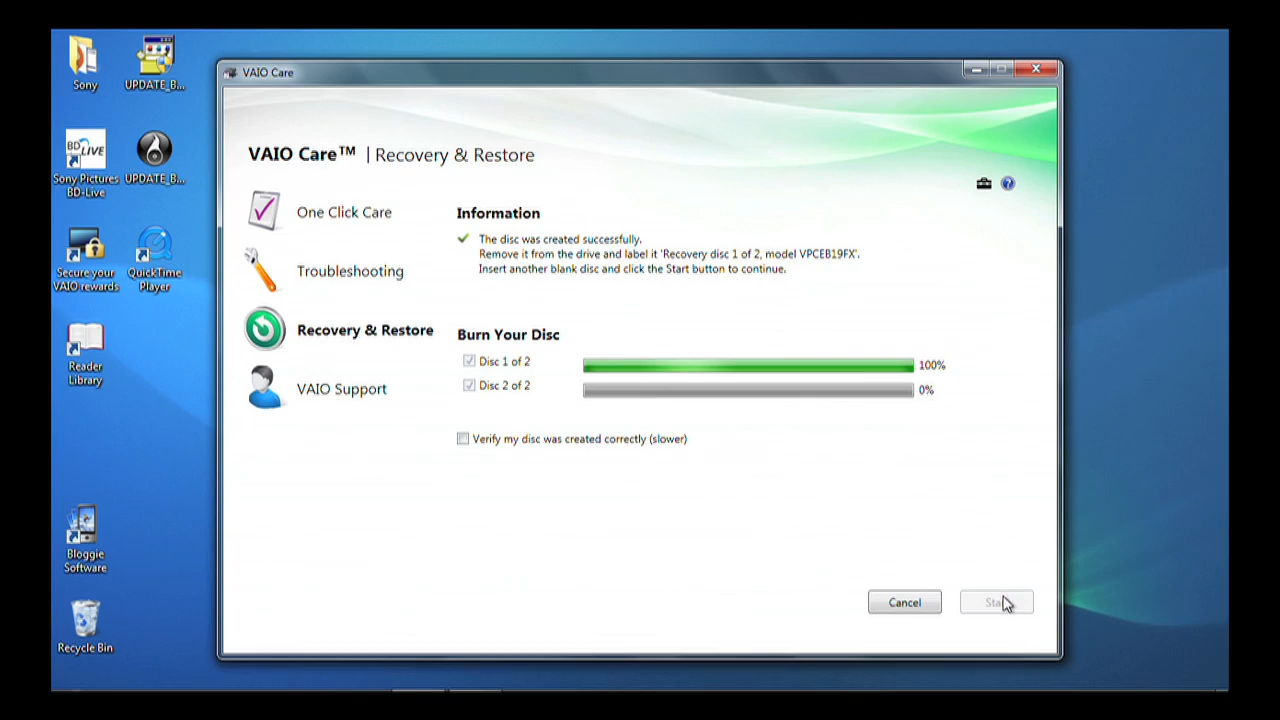 Sony
UPDATE_B...
Sony Pictures
BD-Live
UPDATE_B...
Secure your
VAIO rewards
QuickTime
Player
Reader
Library
Bloggie
Software
Recycle Bin
BD LIVE
VAIO Care
VAIO Care™ | Recovery & Restore
One Click Care
Troubleshooting
Recovery & Restore
VAIO Support
Information
The disc was created successfully.
Remove it from the drive and label it 'Recovery disc 1 of 2, model VPCEB19FX'.
Insert another blank disc and click the Start button to continue.
Burn Your Disc
Disc 1 of 2
100%
Disc 2 of 2
0%
Verify my disc was created correctly (slower)
Cancel